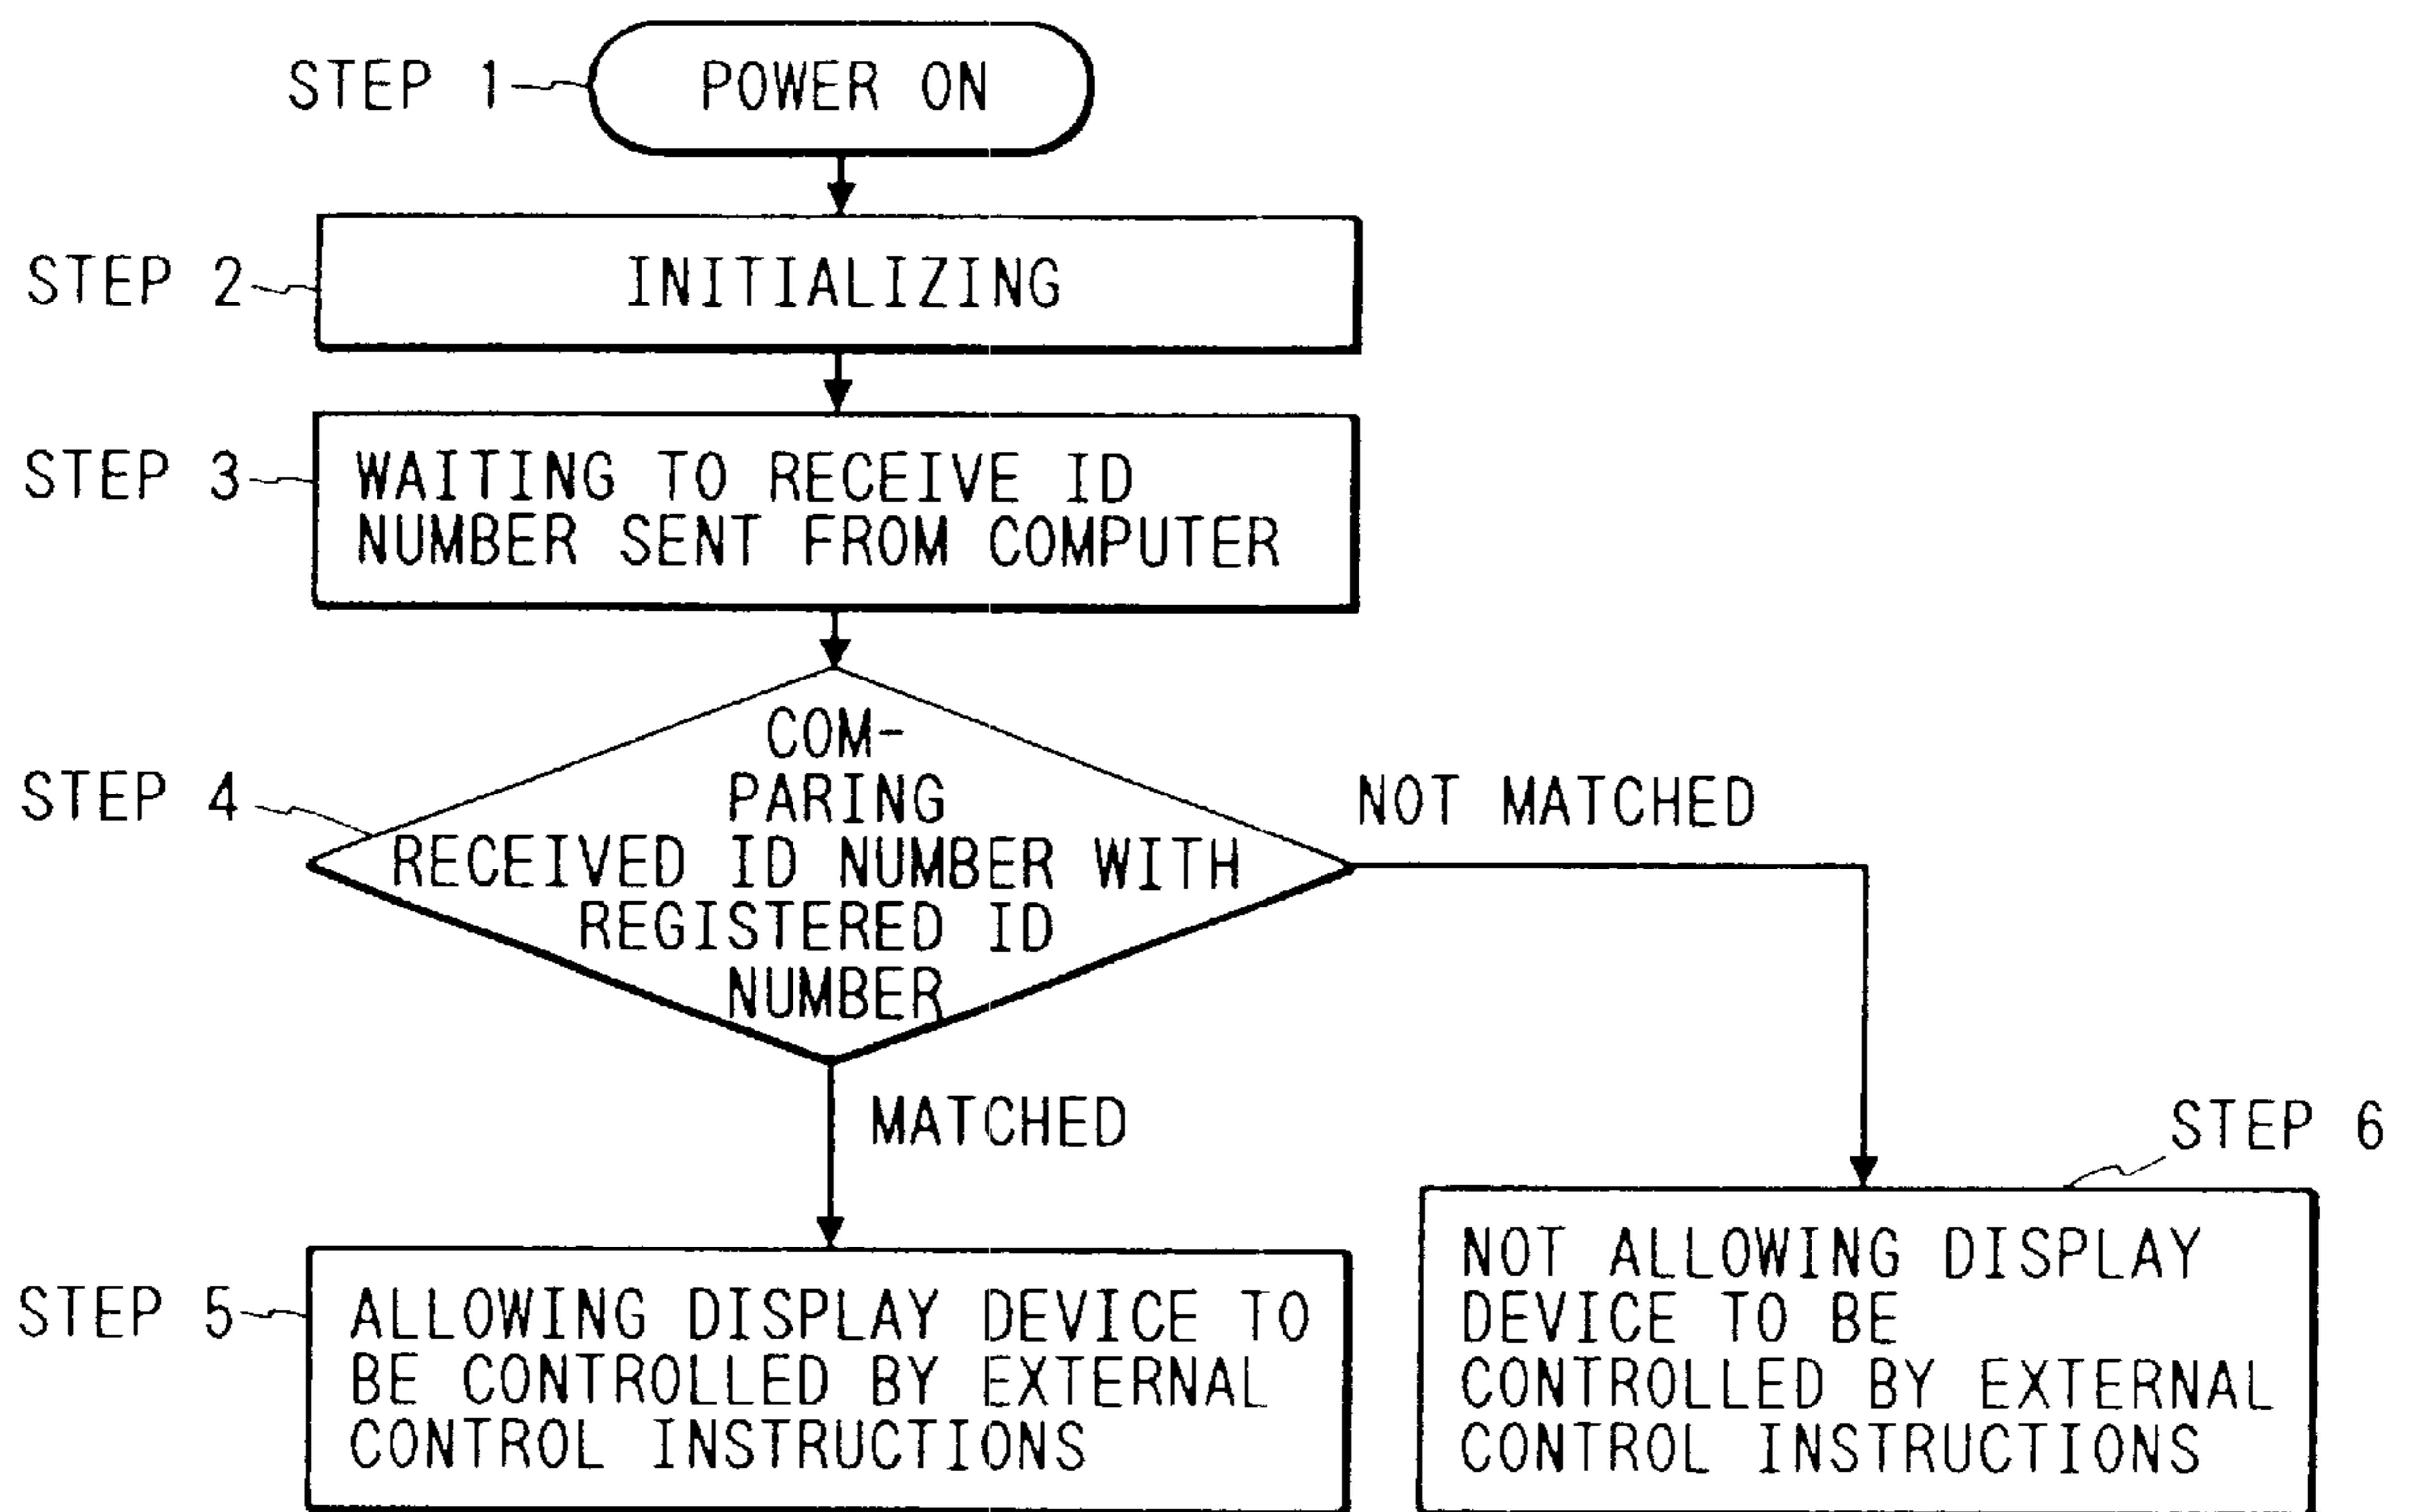 STEP 1
POWER ON
STEP 2
INITIALIZING
STEP 3
WAITING TO RECEIVE ID
NUMBER SENT FROM COMPUTER
STEP 4
COM-
PARING
RECEIVED ID NUMBER WITH
REGISTERED ID
NUMBER
NOT MATCHED
MATCHED
STEP 5
ALLOWING DISPLAY DEVICE TO
BE CONTROLLED BY EXTERNAL
CONTROL INSTRUCTIONS
STEP 6
NOT ALLOWING DISPLAY
DEVICE TO BE
CONTROLLED BY EXTERNAL
CONTROL INSTRUCTIONS